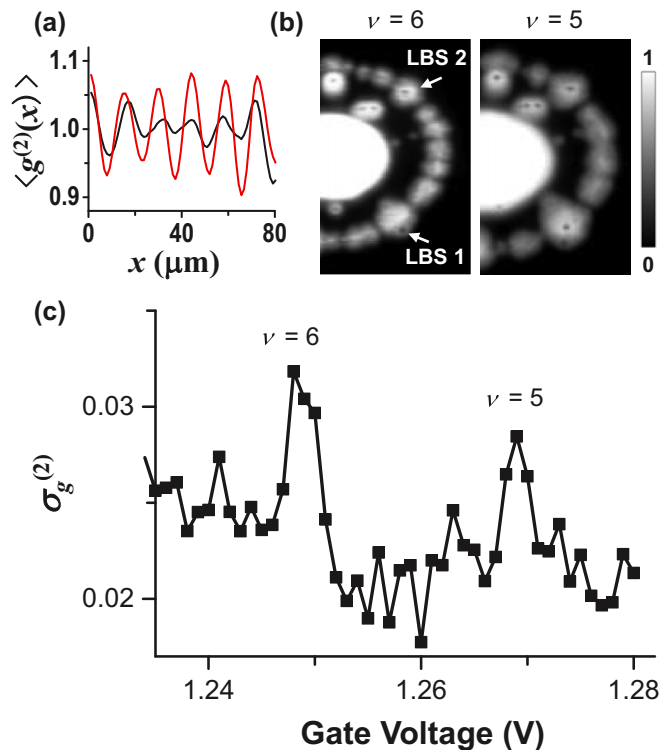 (a)
1.1
1.0
0.9
⟨g(2)(x)⟩
0
40
80
x (μm)
(b)
ν = 6
ν = 5
LBS 2
LBS 1
1
0
(c)
ν = 6
ν = 5
0.03
0.02
σg(2)
1.24
1.26
1.28
Gate Voltage (V)